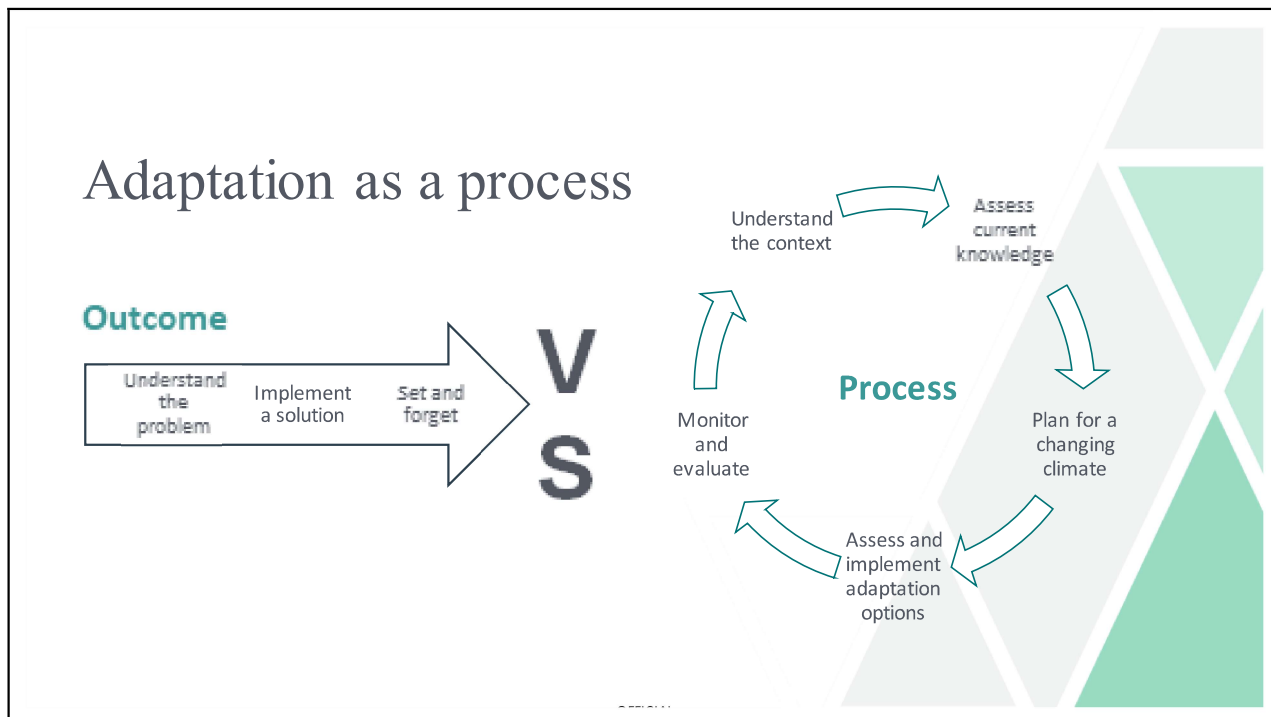 Adaptation as a process
Outcome
Understand
the
problem
Implement
a solution
Set and
forget
V
S
Process
Understand
the context
Assess
current
knowledge
Plan for a
changing
climate
Assess and
implement
adaptation
options
Monitor
and
evaluate